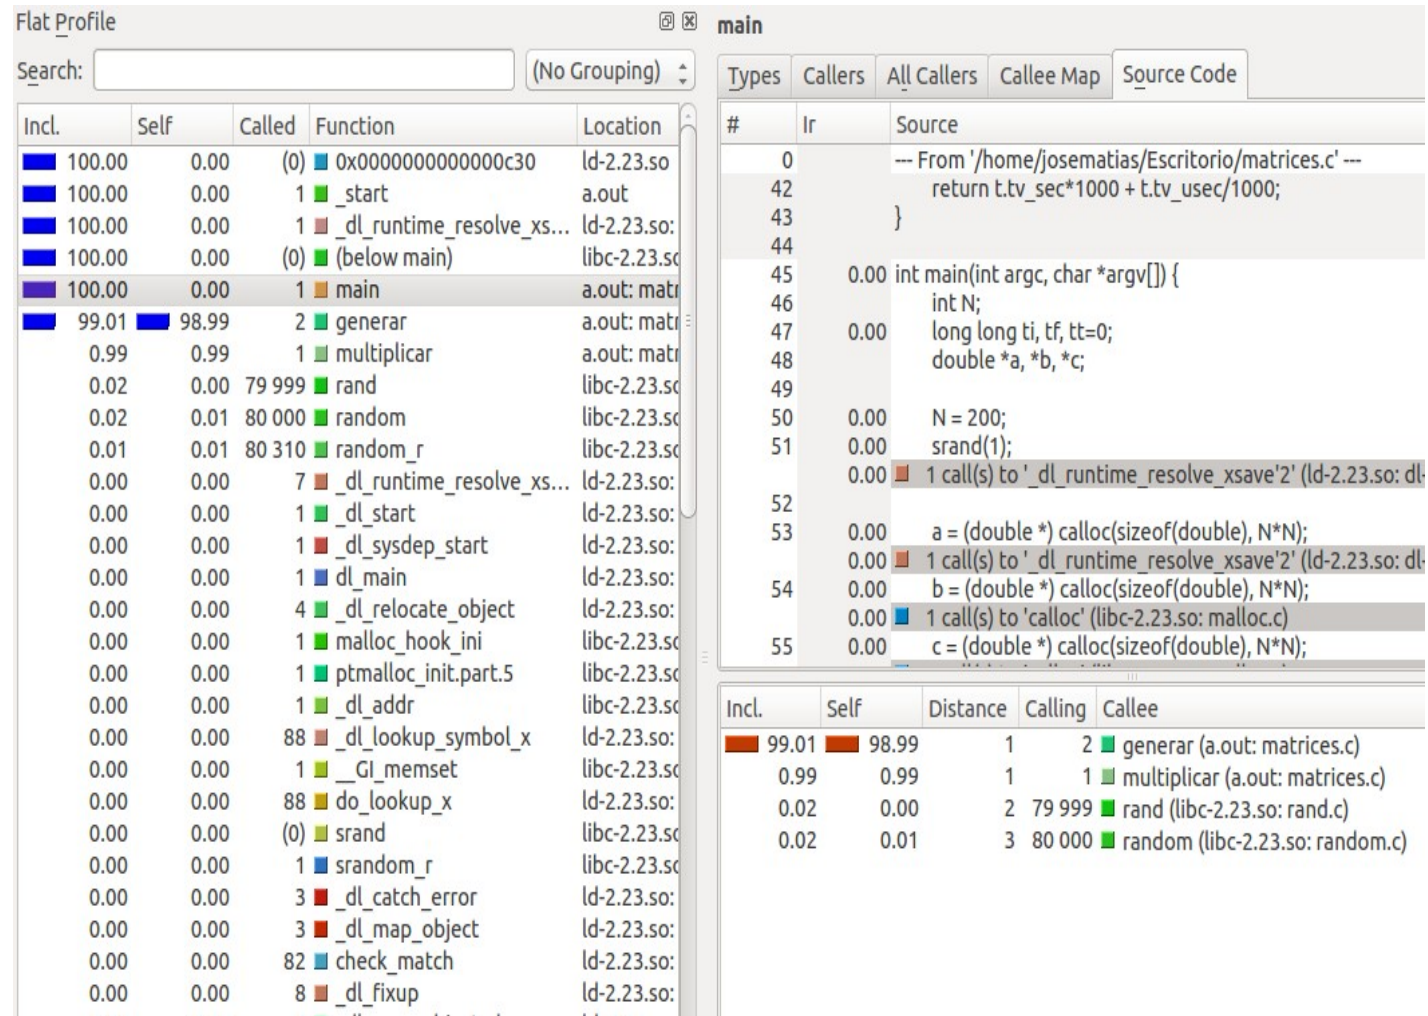 Flat Profile
Search: (No Grouping)
Incl. Self Called Function Location
100.00 0.00 (0) 0x0000000000000c30 ld-2.23.so
100.00 0.00 1 _start a.out
100.00 0.00 1 _dl_runtime_resolve_xs... ld-2.23.so:
100.00 0.00 (0) (below main) libc-2.23.so
100.00 0.00 1 main a.out: matr
99.01 98.99 2 generar a.out: matr
0.99 0.99 1 multiplicar a.out: matr
0.02 0.00 79 999 rand libc-2.23.so
0.02 0.01 80 000 random libc-2.23.so
0.01 0.01 80 310 random_r libc-2.23.so
0.00 0.00 7 _dl_runtime_resolve_xs... ld-2.23.so:
0.00 0.00 1 _dl_start ld-2.23.so:
0.00 0.00 1 _dl_sysdep_start ld-2.23.so:
0.00 0.00 1 dl_main ld-2.23.so:
0.00 0.00 4 _dl_relocate_object ld-2.23.so:
0.00 0.00 1 malloc_hook_ini libc-2.23.so
0.00 0.00 1 ptmalloc_init.part.5 libc-2.23.so
0.00 0.00 1 _dl_addr libc-2.23.so
0.00 0.00 88 _dl_lookup_symbol_x ld-2.23.so:
0.00 0.00 1 __GI_memset libc-2.23.so
0.00 0.00 88 do_lookup_x ld-2.23.so:
0.00 0.00 (0) srand libc-2.23.so
0.00 0.00 1 srandom_r libc-2.23.so
0.00 0.00 3 _dl_catch_error ld-2.23.so:
0.00 0.00 3 _dl_map_object ld-2.23.so:
0.00 0.00 82 check_match ld-2.23.so:
0.00 0.00 8 _dl_fixup ld-2.23.so:
main
Types Callers All Callers Callee Map Source Code
# Ir Source
0 --- From '/home/josematias/Escritorio/matrices.c' ---
42 return t.tv_sec*1000 + t.tv_usec/1000;
43 }
44
45 0.00 int main(int argc, char *argv[]) {
46 int N;
47 0.00 long long ti, tf, tt=0;
48 double *a, *b, *c;
49
50 0.00 N = 200;
51 0.00 srand(1);
0.00 1 call(s) to '_dl_runtime_resolve_xsave'2' (ld-2.23.so: dl-
52
53 0.00 a = (double *) calloc(sizeof(double), N*N);
0.00 1 call(s) to '_dl_runtime_resolve_xsave'2' (ld-2.23.so: dl-
54 0.00 b = (double *) calloc(sizeof(double), N*N);
0.00 1 call(s) to 'calloc' (libc-2.23.so: malloc.c)
55 0.00 c = (double *) calloc(sizeof(double), N*N);
Incl. Self Distance Calling Callee
99.01 98.99 1 2 generar (a.out: matrices.c)
0.99 0.99 1 1 multiplicar (a.out: matrices.c)
0.02 0.00 2 79 999 rand (libc-2.23.so: rand.c)
0.02 0.01 3 80 000 random (libc-2.23.so: random.c)